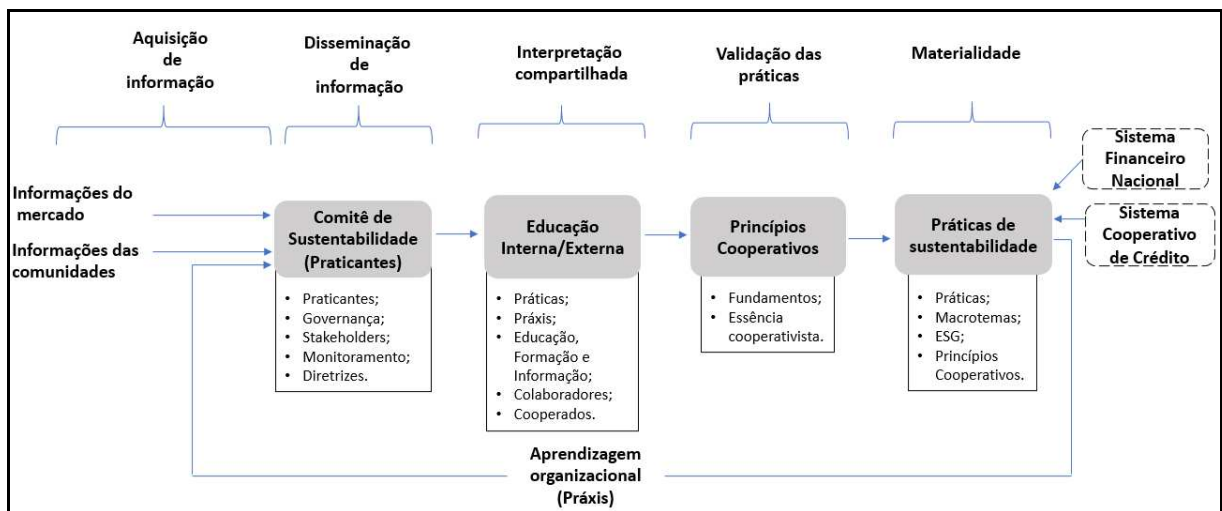 Aquisição
de
informação
Disseminação
de
informação
Interpretação
compartilhada
Validação das
práticas
Materialidade
Sistema
Financeiro
Nacional
Sistema
Cooperativo
de Crédito
Informações do
mercado
Informações das
comunidades
Comitê de
Sustentabilidade
(Praticantes)
• Praticantes;
• Governança;
• Stakeholders;
• Monitoramento;
• Diretrizes.
Educação
Interna/Externa
• Práticas;
• Práxis;
• Educação,
Formação e
Informação;
• Colaboradores;
• Cooperados.
Princípios
Cooperativos
• Fundamentos;
• Essência
cooperativista.
Práticas de
sustentabilidade
• Práticas;
• Macrotemas;
• ESG;
• Princípios
Cooperativos.
Aprendizagem
organizacional
(Práxis)